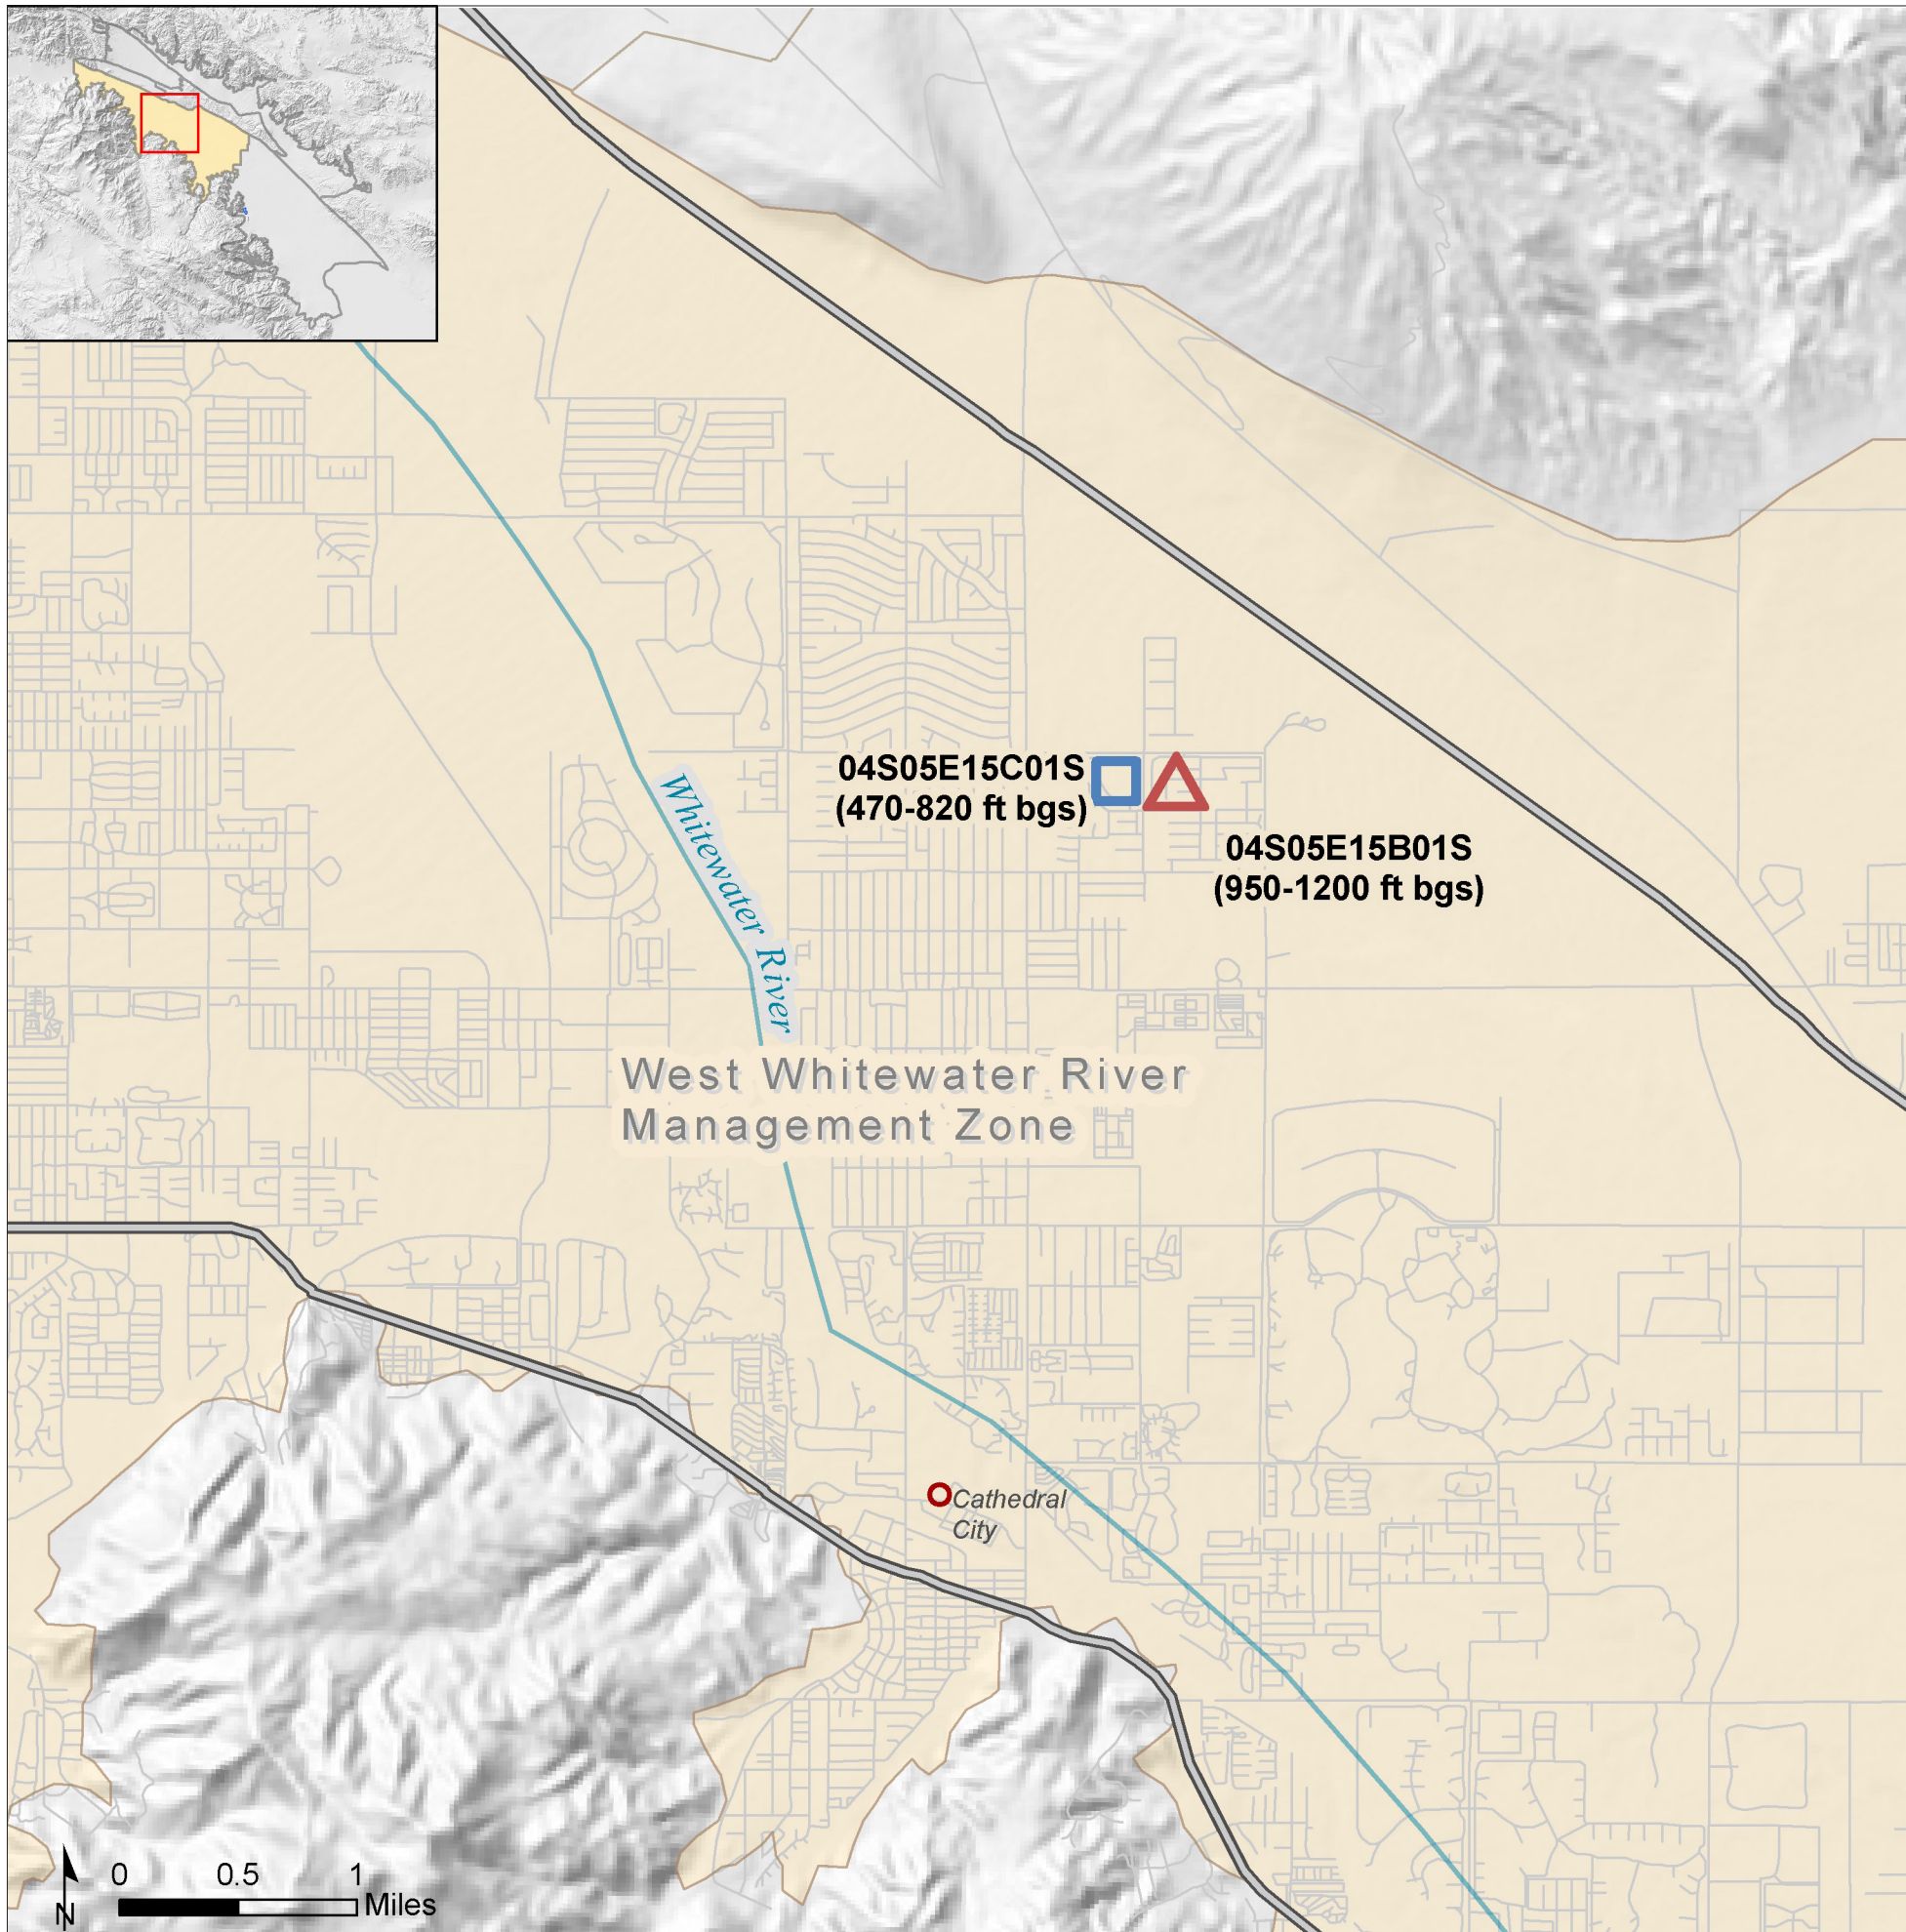 04S05E15C01S
(470-820 ft bgs)
04S05E15B01S
(950-1200 ft bgs)
Whitewater River
West Whitewater River
Management Zone
Cathedral
City
0 0.5 1
Miles
N